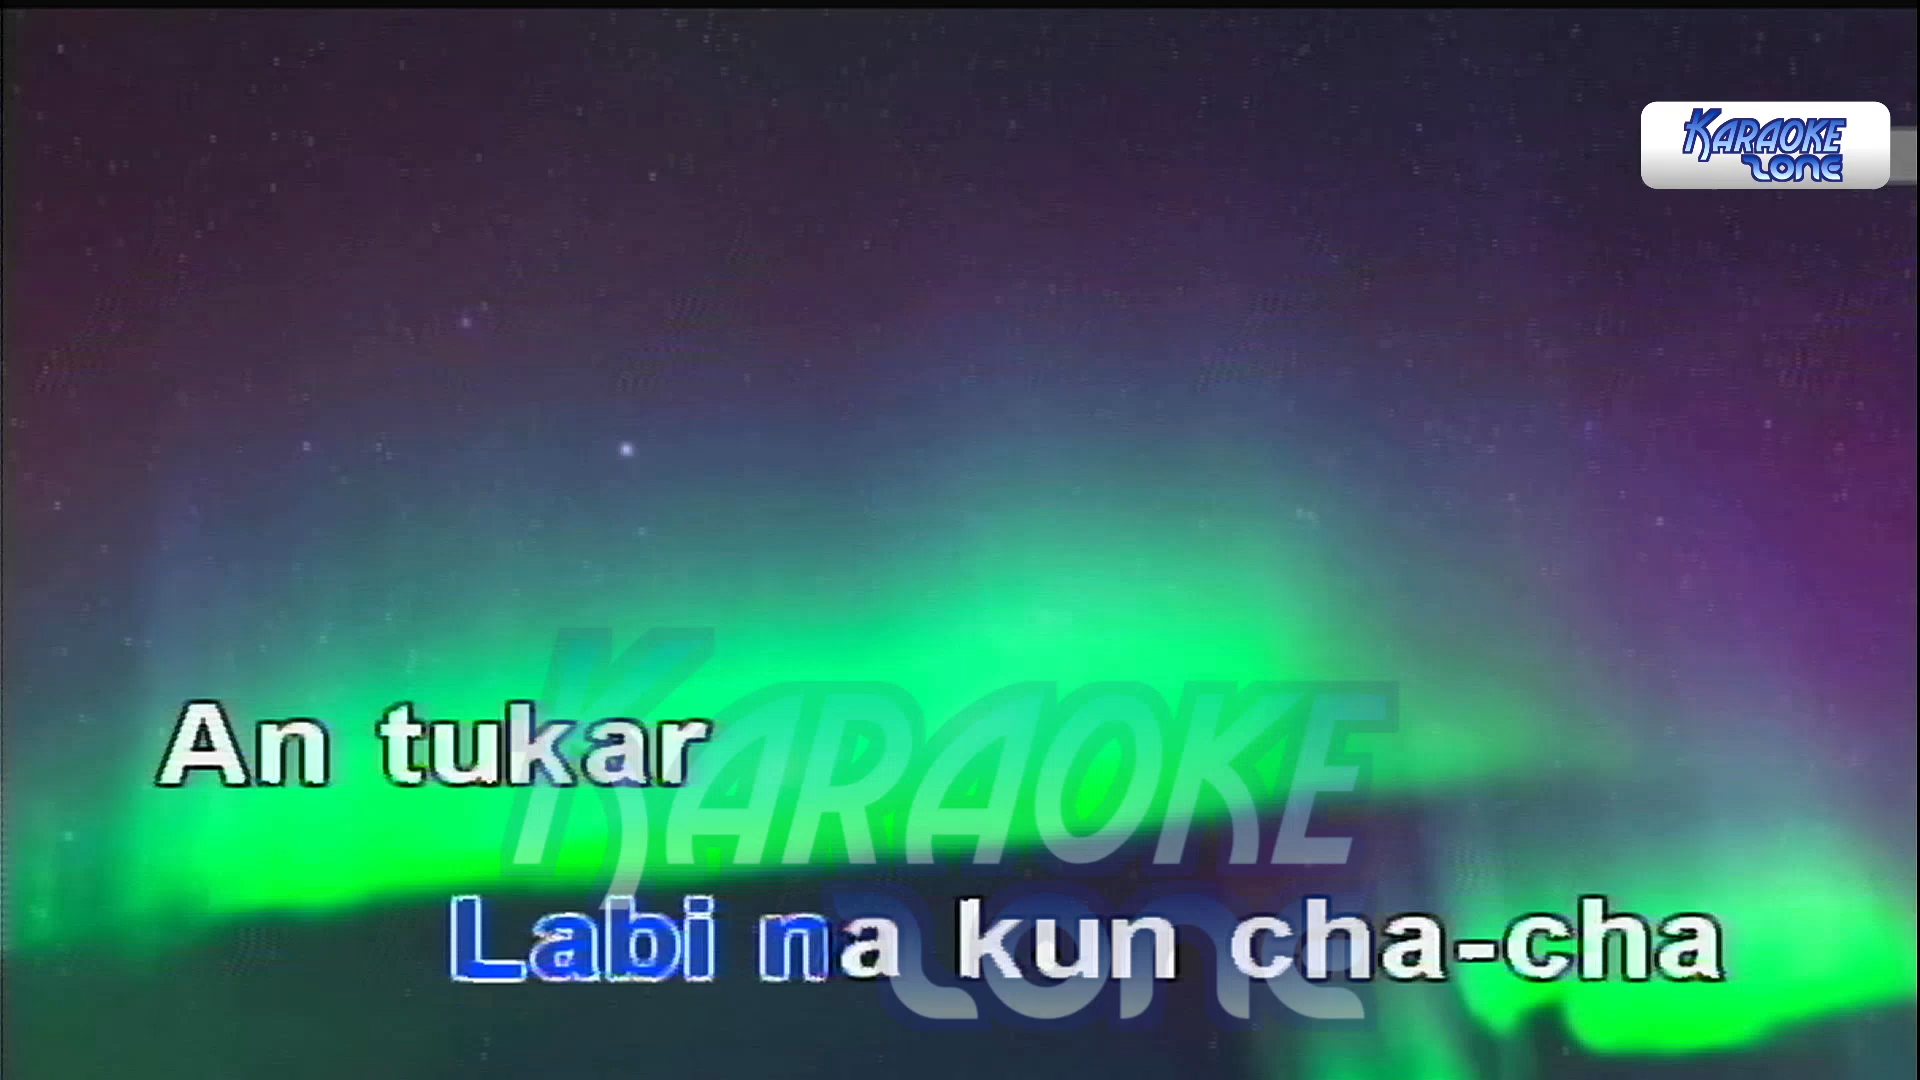 KARAOKE
ZONE
An tukar
KARAOKE
Labi na kun cha-cha
ZONE